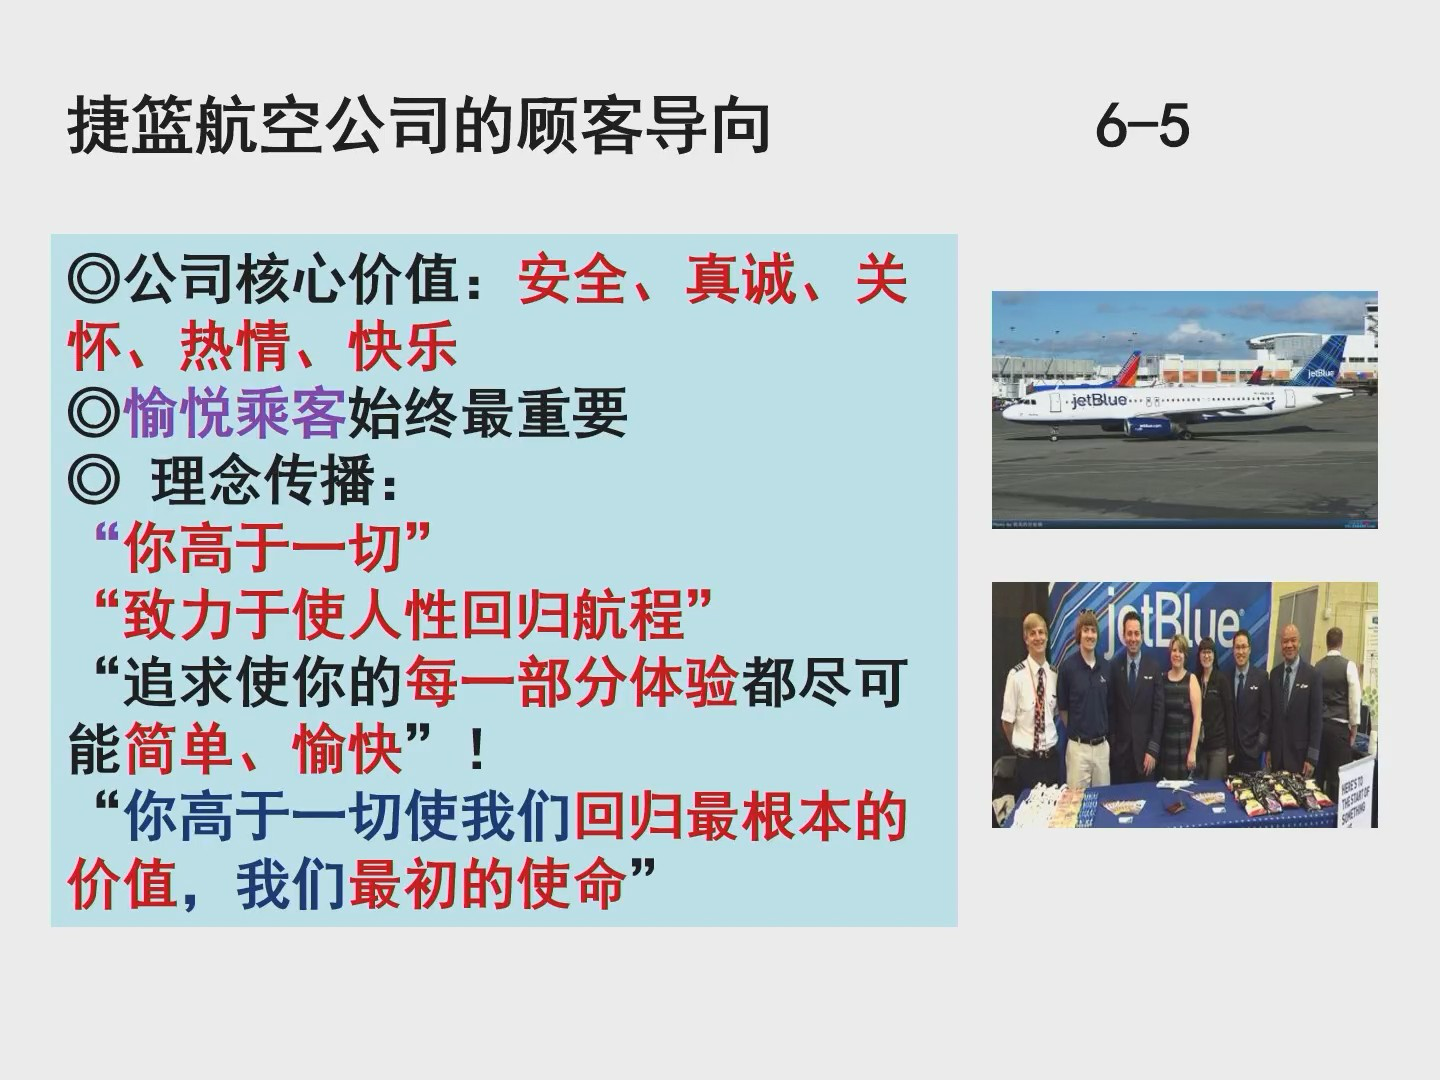 捷篮航空公司的顾客导向 6-5
◎公司核心价值：安全、真诚、关
怀、热情、快乐
◎愉悦乘客始终最重要
◎ 理念传播：
“你高于一切”
“致力于使人性回归航程”
“追求使你的每一部分体验都尽可
能简单、愉快”！
“你高于一切使我们回归最根本的
价值，我们最初的使命”
jetBlue
jetBlue
jetBlue
HERE'S TO
THE START OF
SOMETHING